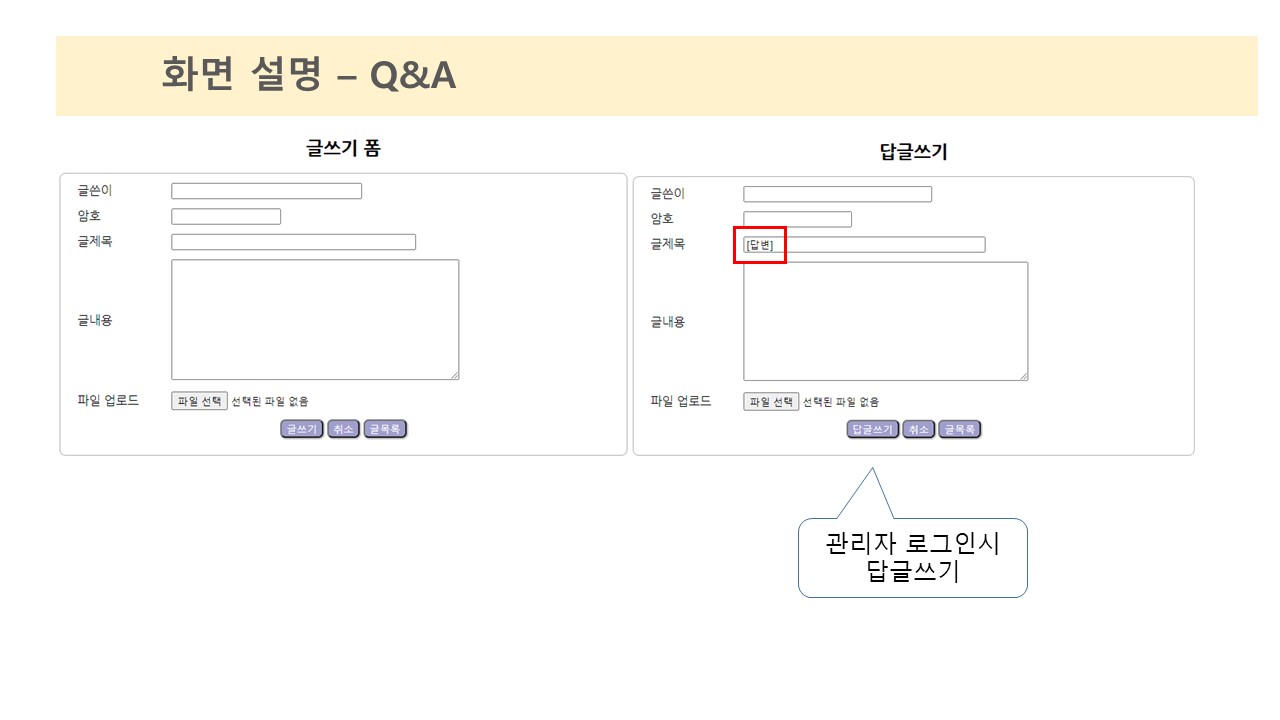 화면 설명 – Q&A
글쓰기 폼
글쓴이
암호
글제목
글내용
파일 업로드 파일 선택 선택된 파일 없음
글쓰기 취소 글목록
답글쓰기
글쓴이
암호
글제목 [답변]
글내용
파일 업로드 파일 선택 선택된 파일 없음
답글쓰기 취소 글목록
관리자 로그인시
답글쓰기